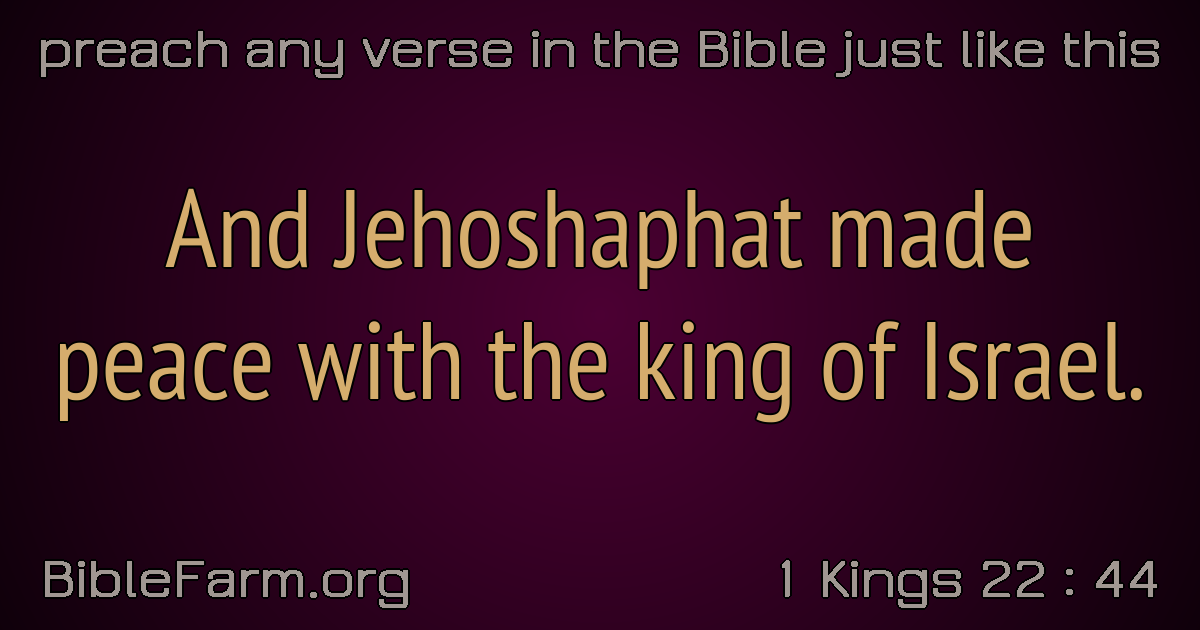 preach any verse in the Bible just like this
And Jehoshaphat made
peace with the king of Israel.
BibleFarm.org
1 Kings 22 : 44